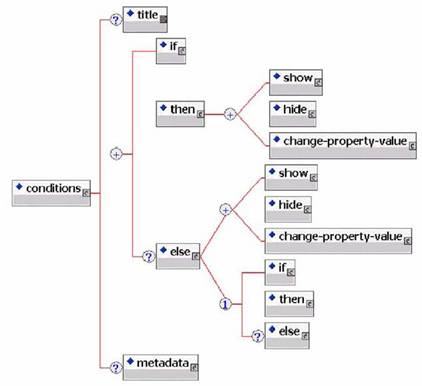 ? title
if
show
then +
hide
+
change-property-value
show
conditions
+
hide
? else
change-property-value
if
1
then
? else
? metadata